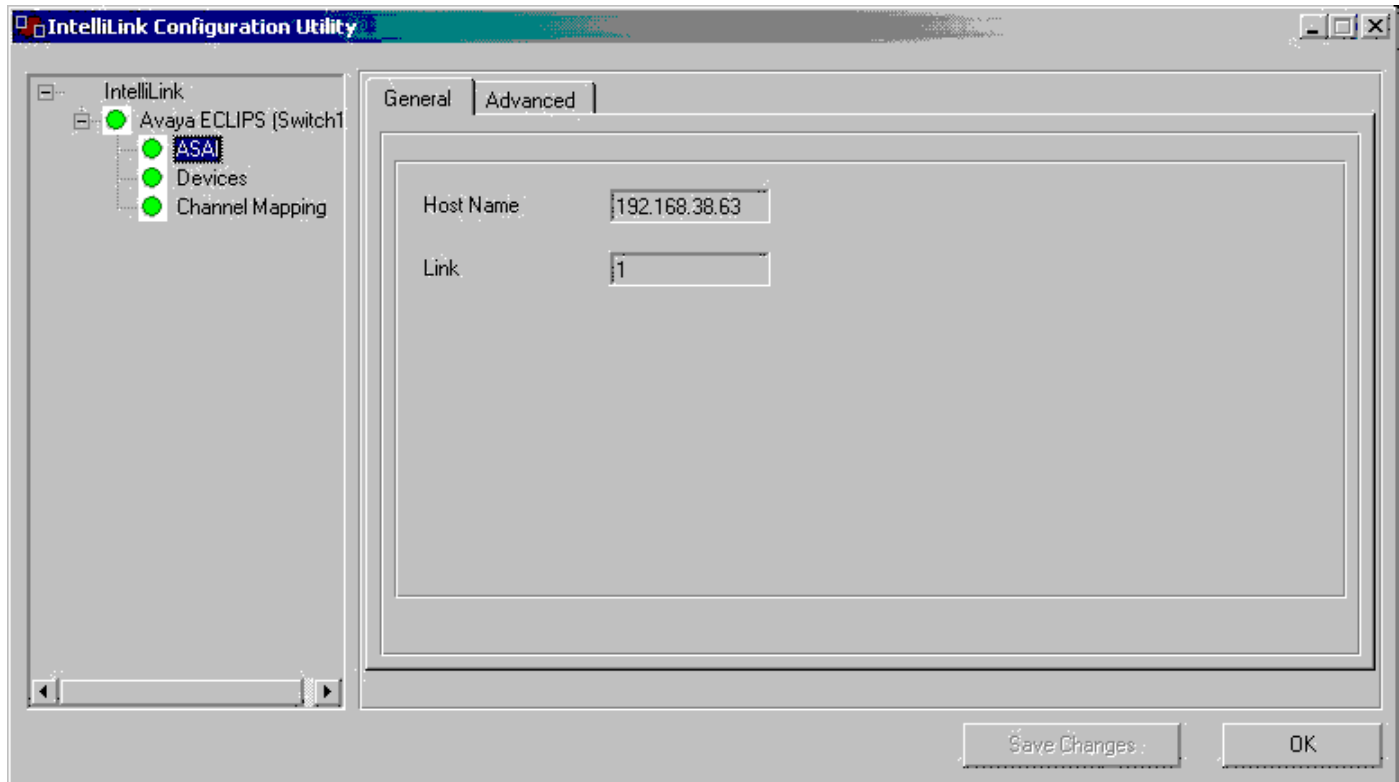 IntelliLink Configuration Utility
IntelliLink
Avaya ECLIPS (Switch1
ASAI
Devices
Channel Mapping
General
Advanced
Host Name
192.168.38.63
Link
1
Save Changes
OK